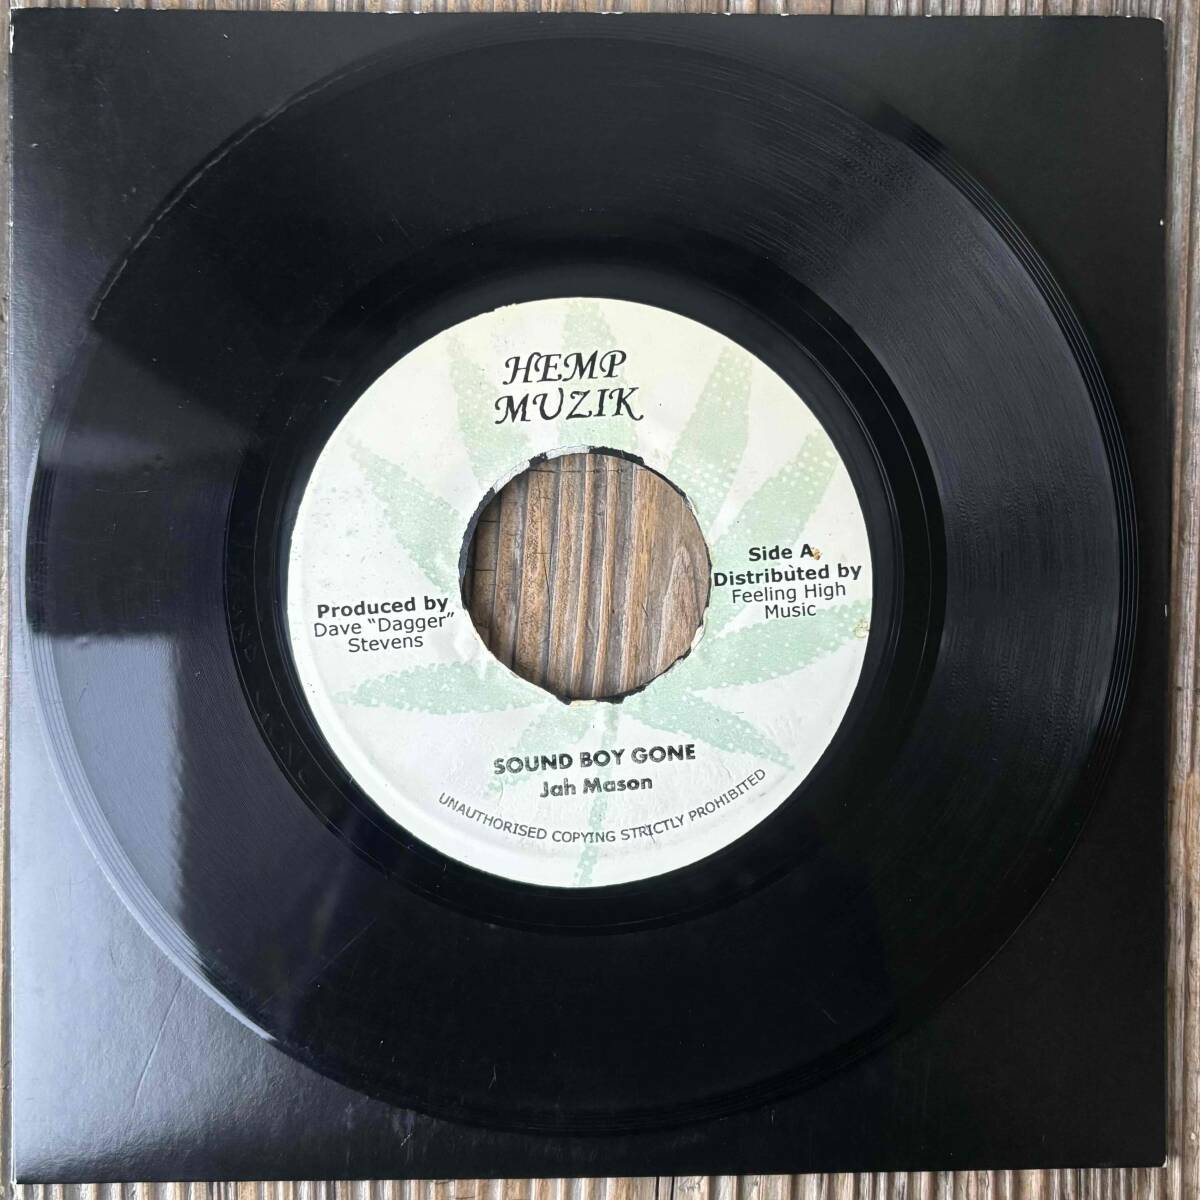 HEMP
MUZIK
Side A
Distributed by
Feeling High
Music
Produced by
Dave "Dagger"
Stevens
SOUND BOY GONE
Jah Mason
UNAUTHORISED COPYING STRICTLY PROHIBITED